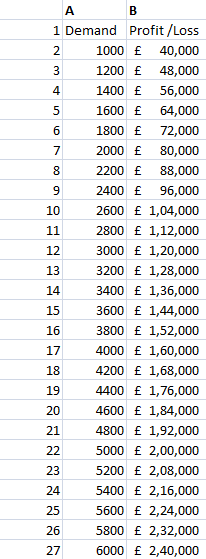 A B
1 Demand Profit /Loss
2 1000 £ 40,000
3 1200 £ 48,000
4 1400 £ 56,000
5 1600 £ 64,000
6 1800 £ 72,000
7 2000 £ 80,000
8 2200 £ 88,000
9 2400 £ 96,000
10 2600 £ 1,04,000
11 2800 £ 1,12,000
12 3000 £ 1,20,000
13 3200 £ 1,28,000
14 3400 £ 1,36,000
15 3600 £ 1,44,000
16 3800 £ 1,52,000
17 4000 £ 1,60,000
18 4200 £ 1,68,000
19 4400 £ 1,76,000
20 4600 £ 1,84,000
21 4800 £ 1,92,000
22 5000 £ 2,00,000
23 5200 £ 2,08,000
24 5400 £ 2,16,000
25 5600 £ 2,24,000
26 5800 £ 2,32,000
27 6000 £ 2,40,000